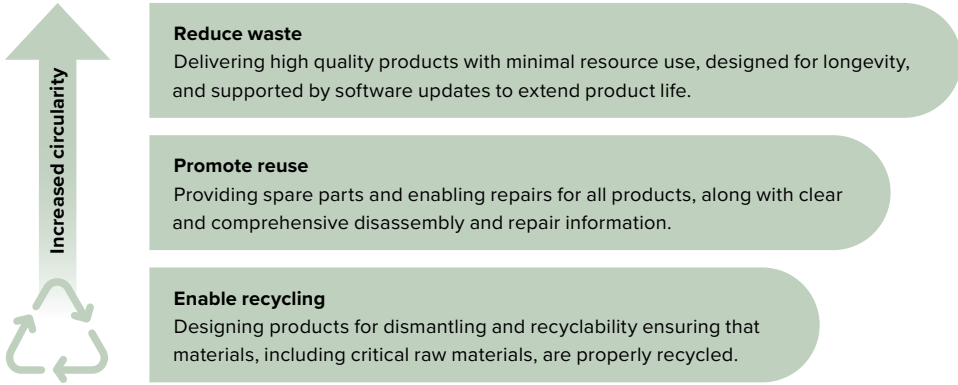 Increased circularity
Reduce waste
Delivering high quality products with minimal resource use, designed for longevity,
and supported by software updates to extend product life.
Promote reuse
Providing spare parts and enabling repairs for all products, along with clear
and comprehensive disassembly and repair information.
Enable recycling
Designing products for dismantling and recyclability ensuring that
materials, including critical raw materials, are properly recycled.